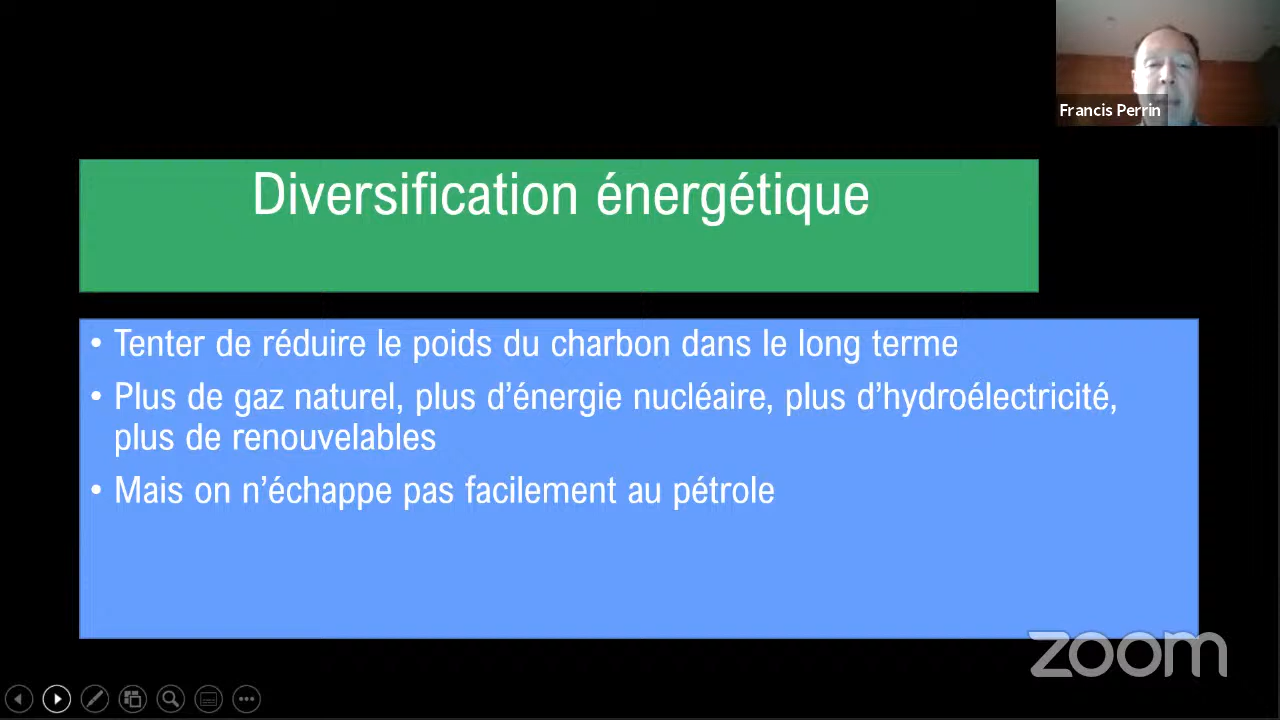 Francis Perrin
Diversification énergétique
• Tenter de réduire le poids du charbon dans le long terme
• Plus de gaz naturel, plus d’énergie nucléaire, plus d’hydroélectricité,
plus de renouvelables
• Mais on n’échappe pas facilement au pétrole
zoom